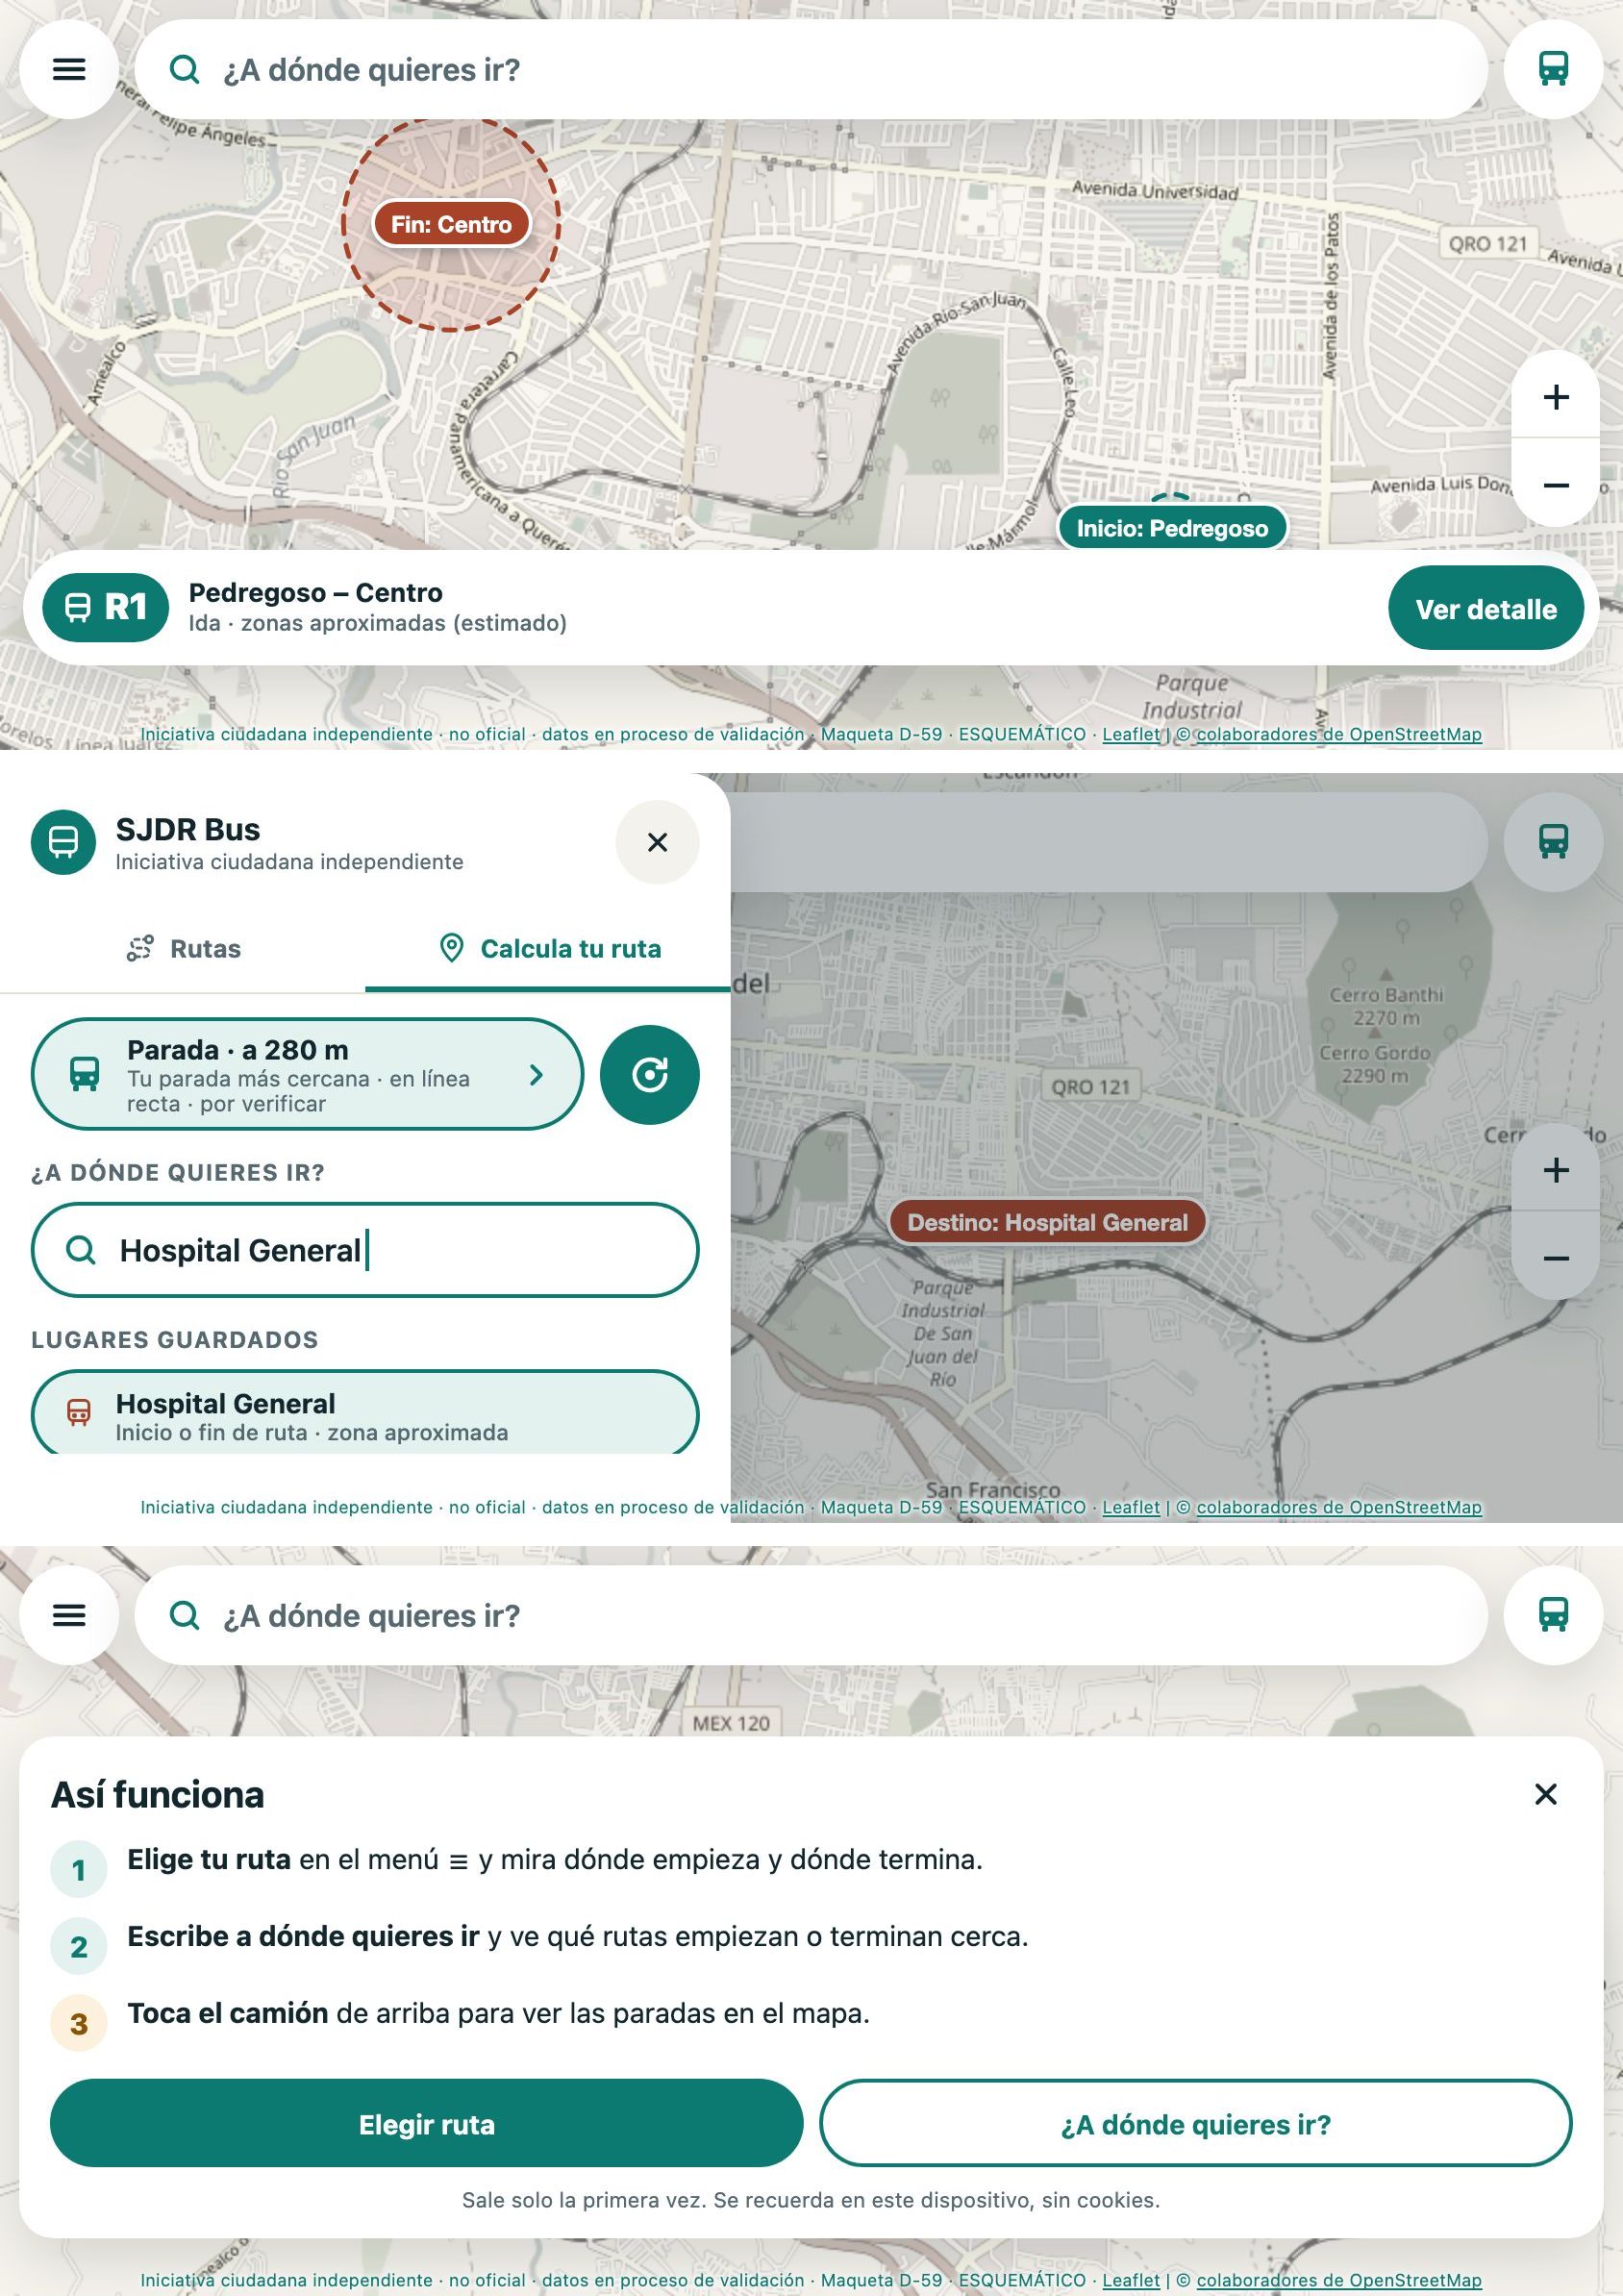 ¿A dónde quieres ir?
neral Felipe Ángeles
Fin: Centro
Avenida Universidad
QRO 121
Avenida de los Patos
Amealco
Río San Juan
Carretera Panamericana a Queré
Avenida Río San Juan
Calle Leo
Avenida Luis Don
Inicio: Pedregoso
Mármol
R1
Pedregoso – Centro
Ida · zonas aproximadas (estimado)
Ver detalle
Parque
Industrial
orelos, Línea Juárez
Iniciativa ciudadana independiente · no oficial · datos en proceso de validación · Maqueta D-59 · ESQUEMÁTICO · Leaflet | © colaboradores de OpenStreetMap
SJDR Bus
Iniciativa ciudadana independiente
Rutas
Calcula tu ruta
Parada · a 280 m
Tu parada más cercana · en línea
recta · por verificar
¿A DÓNDE QUIERES IR?
Hospital General
LUGARES GUARDADOS
Hospital General
Inicio o fin de ruta · zona aproximada
del
Cerro Banthi
2270 m
Cerro Gordo
2290 m
QRO 121
Destino: Hospital General
Parque
Industrial
De San
Juan del
Río
San Francisco
Iniciativa ciudadana independiente · no oficial · datos en proceso de validación · Maqueta D-59 · ESQUEMÁTICO · Leaflet | © colaboradores de OpenStreetMap
¿A dónde quieres ir?
MEX 120
Así funciona
1 Elige tu ruta en el menú ≡ y mira dónde empieza y dónde termina.
2 Escribe a dónde quieres ir y ve qué rutas empiezan o terminan cerca.
3 Toca el camión de arriba para ver las paradas en el mapa.
Elegir ruta
¿A dónde quieres ir?
Sale solo la primera vez. Se recuerda en este dispositivo, sin cookies.
Iniciativa ciudadana independiente · no oficial · datos en proceso de validación · Maqueta D-59 · ESQUEMÁTICO · Leaflet | © colaboradores de OpenStreetMap